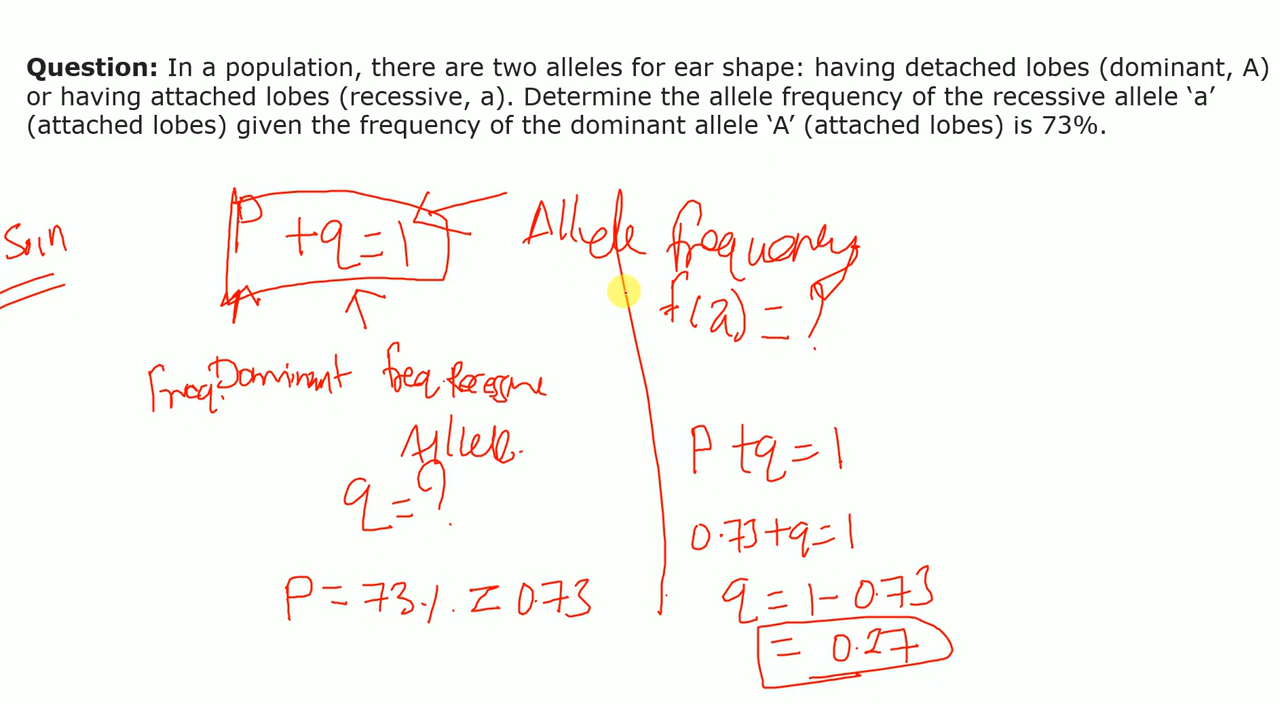 Question: In a population, there are two alleles for ear shape: having detached lobes (dominant, A)
or having attached lobes (recessive, a). Determine the allele frequency of the recessive allele ‘a’
(attached lobes) given the frequency of the dominant allele ‘A’ (attached lobes) is 73%.
P + q = 1
Allele frequency
f(a) = ?
Freq. Dominant
freq. Recessive
Allele.
q = ?
P = 73%. = 0.73
P + q = 1
0.73 + q = 1
q = 1 - 0.73
= 0.27